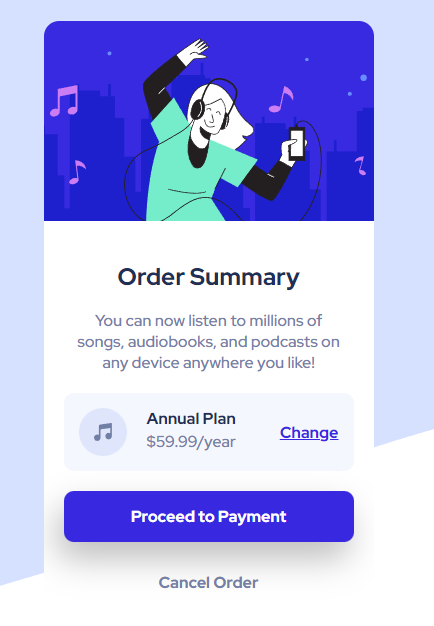 Order Summary
You can now listen to millions of
songs, audiobooks, and podcasts on
any device anywhere you like!
Annual Plan
$59.99/year
Change
Proceed to Payment
Cancel Order